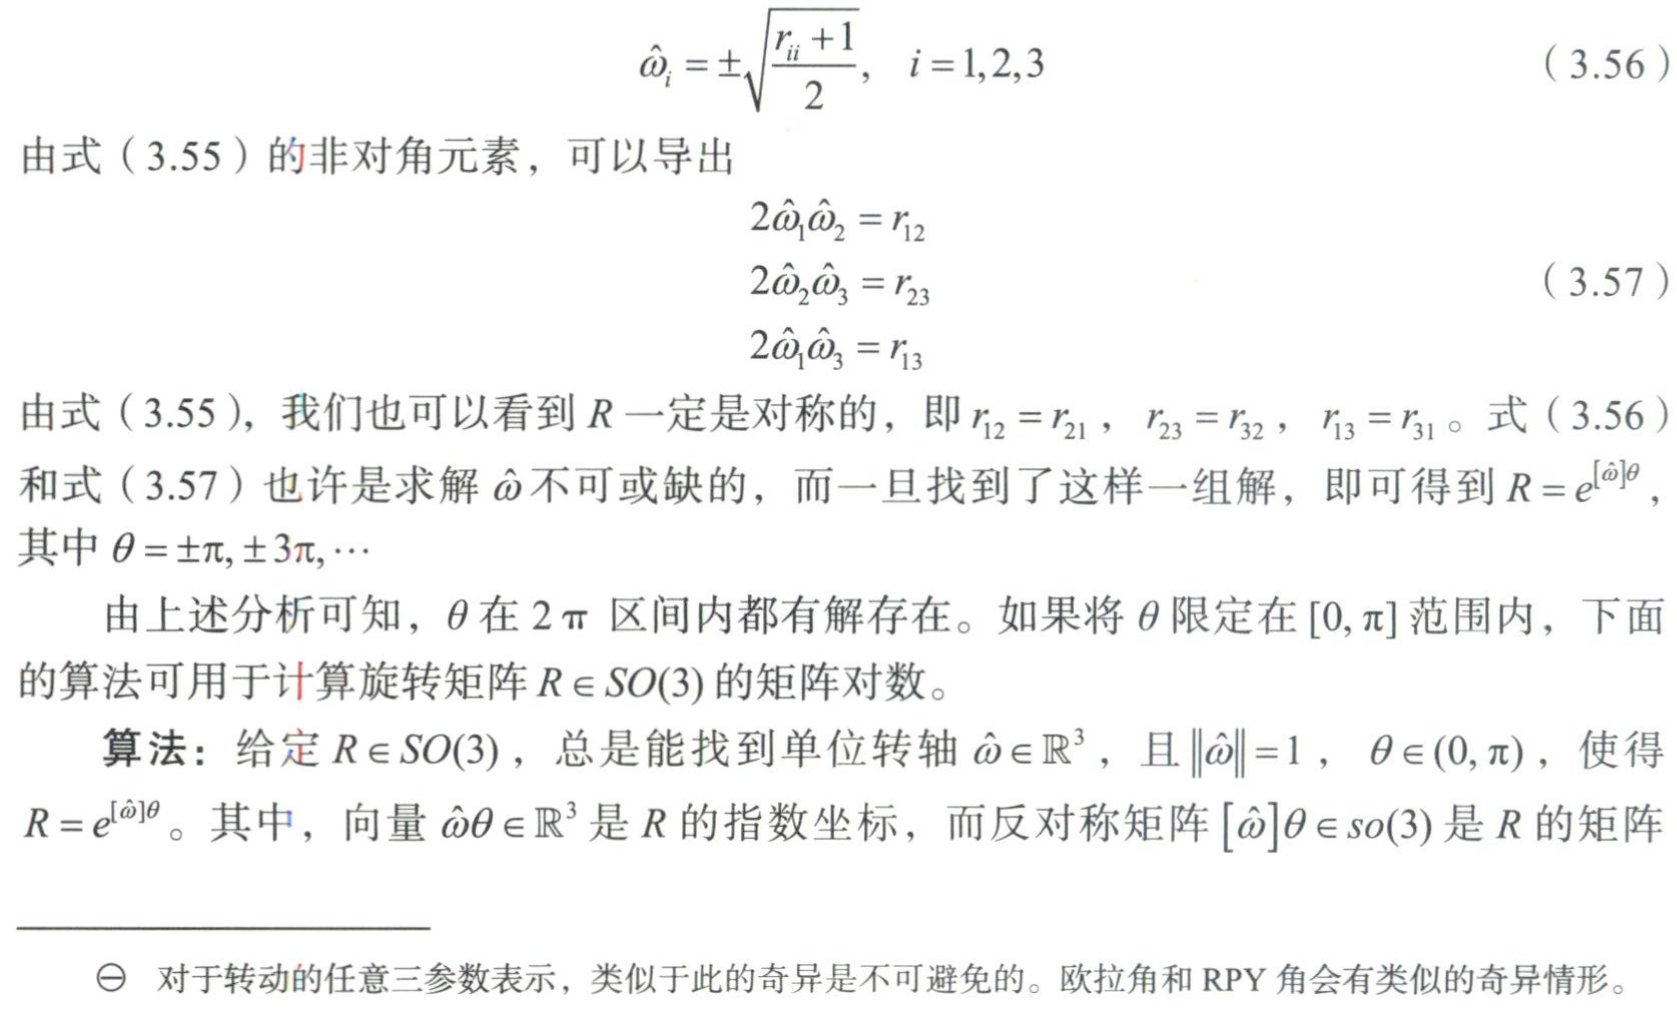 $\hat{\omega}_i = \pm\sqrt{\frac{r_{ii}+1}{2}}, \quad i=1,2,3$ （3.56）
由式（3.55）的非对角元素，可以导出
$2\hat{\omega}_1\hat{\omega}_2 = r_{12}$
$2\hat{\omega}_2\hat{\omega}_3 = r_{23}$ （3.57）
$2\hat{\omega}_1\hat{\omega}_3 = r_{13}$
由式（3.55），我们也可以看到 $R$ 一定是对称的，即 $r_{12} = r_{21}$，$r_{23} = r_{32}$，$r_{13} = r_{31}$。式（3.56）
和式（3.57）也许是求解 $\hat{\omega}$ 不可或缺的，而一旦找到了这样一组解，即可得到 $R = e^{[\hat{\omega}]\theta}$，
其中 $\theta = \pm\pi, \pm 3\pi, \cdots$
由上述分析可知，$\theta$ 在 $2\pi$ 区间内都有解存在。如果将 $\theta$ 限定在 $[0, \pi]$ 范围内，下面
的算法可用于计算旋转矩阵 $R \in SO(3)$ 的矩阵对数。
算法：给定 $R \in SO(3)$，总是能找到单位转轴 $\hat{\omega} \in \mathbb{R}^3$，且 $\|\hat{\omega}\| = 1$，$\theta \in (0, \pi)$，使得
$R = e^{[\hat{\omega}]\theta}$。其中，向量 $\hat{\omega}\theta \in \mathbb{R}^3$ 是 $R$ 的指数坐标，而反对称矩阵 $[\hat{\omega}]\theta \in so(3)$ 是 $R$ 的矩阵
㊀ 对于转动的任意三参数表示，类似于此的奇异是不可避免的。欧拉角和 RPY 角会有类似的奇异情形。